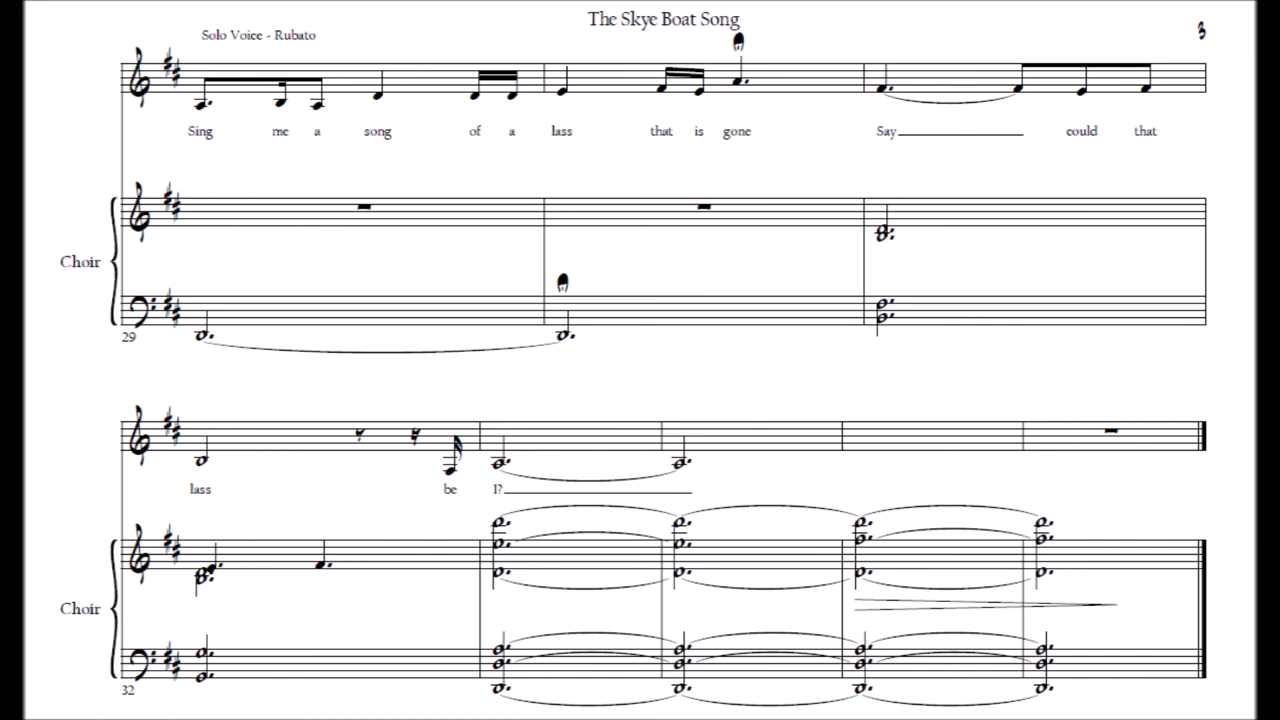 The Skye Boat Song
3
Solo Voice - Rubato
Sing me a song of a lass that is gone Say could that
Choir
29
lass be I?
Choir
32